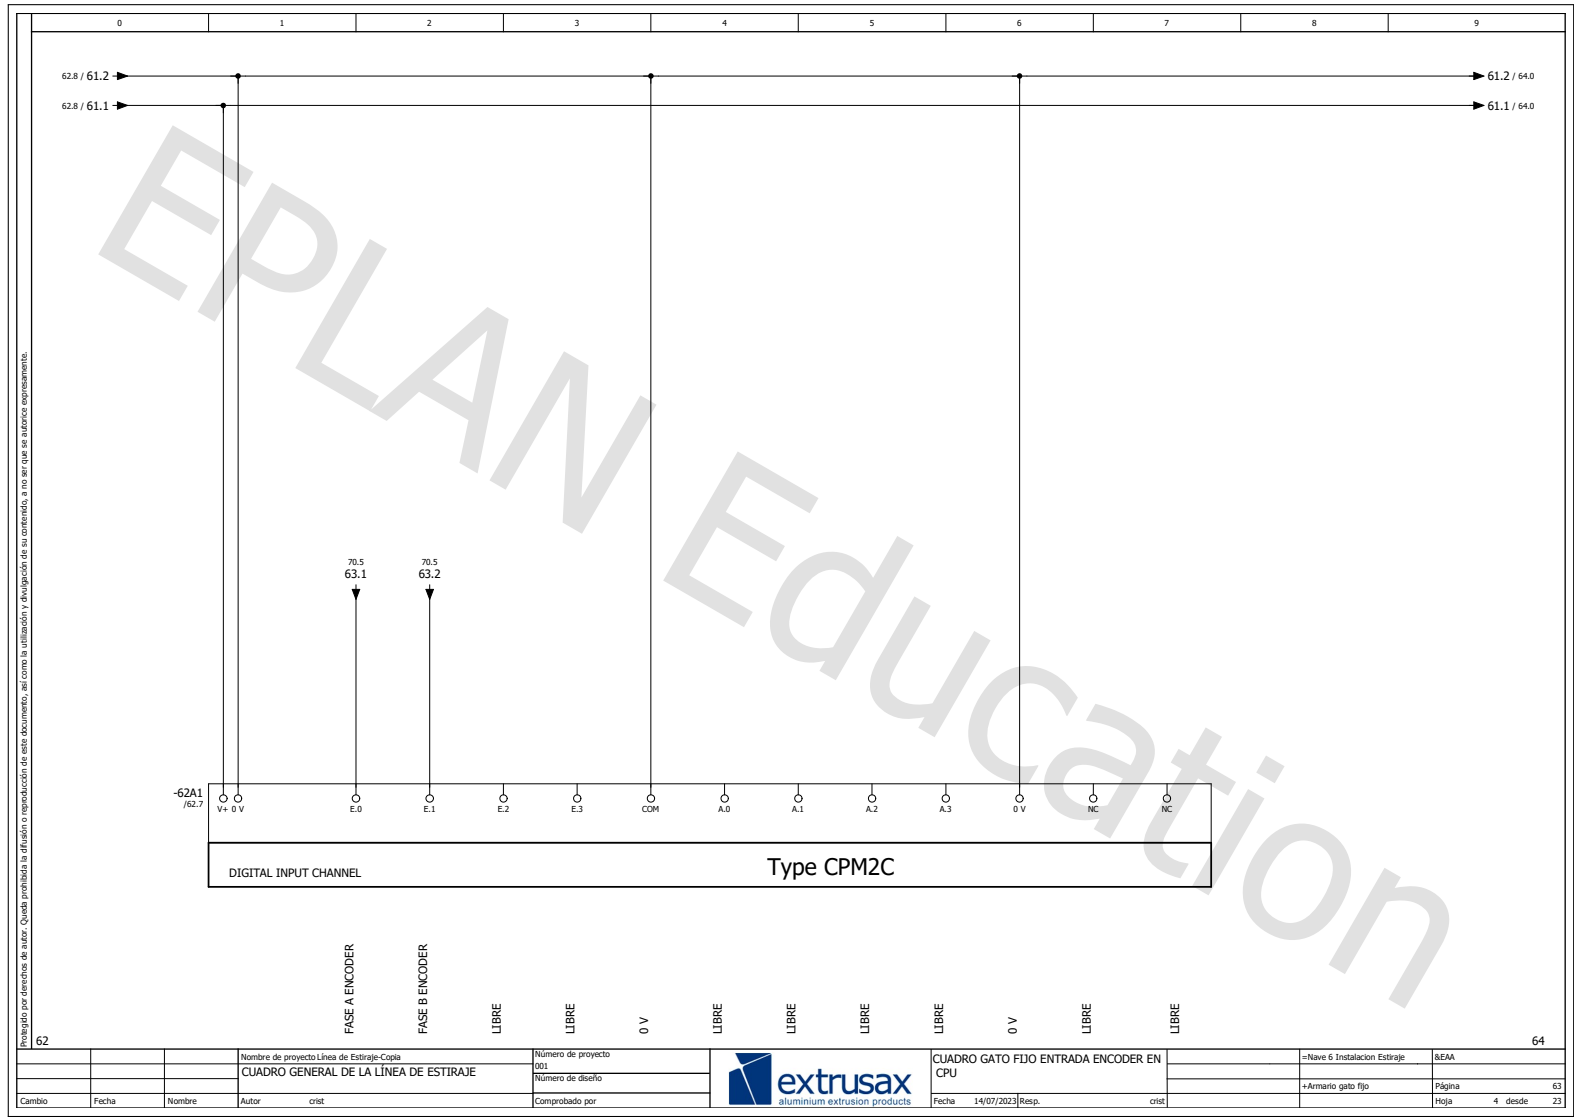 0 1 2 3 4 5 6 7 8 9
62.8 / 61.2
61.2 / 64.0
62.8 / 61.1
61.1 / 64.0
EPLAN Education
70.5 70.5
63.1 63.2
-62A1
/62.7
V+ 0 V E.0 E.1 E.2 E.3 COM A.0 A.1 A.2 A.3 0 V NC NC
DIGITAL INPUT CHANNEL
Type CPM2C
FASE A ENCODER
FASE B ENCODER
LIBRE
LIBRE
0 V
LIBRE
LIBRE
LIBRE
LIBRE
0 V
LIBRE
LIBRE
Protegido por derechos de autor. Queda prohibida la difusión o reproducción de este documento, así como la utilización y divulgación de su contenido, a no ser que se autorice expresamente.
62
64
Nombre de proyecto Línea de Estiraje-Copia
CUADRO GENERAL DE LA LÍNEA DE ESTIRAJE
Cambio Fecha Nombre Autor crist
Número de proyecto
001
Número de diseño
Comprobado por
extrusax
aluminium extrusion products
CUADRO GATO FIJO ENTRADA ENCODER EN
CPU
Fecha 14/07/2023 Resp. crist
=Nave 6 Instalacion Estiraje
+Armario gato fijo
&EAA
Página 63
Hoja 4 desde 23